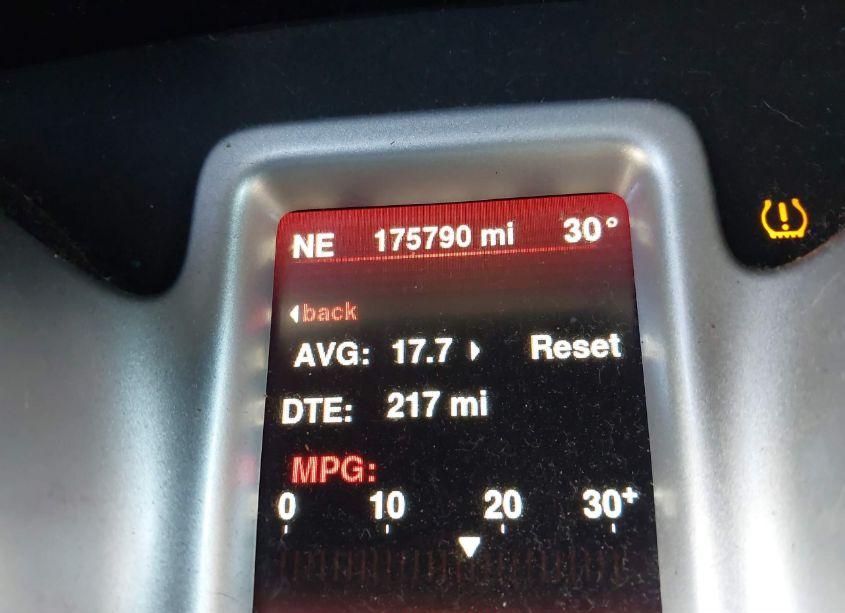 NE 175790 mi 30°
back
AVG: 17.7 Reset
DTE: 217 mi
MPG:
0 10 20 30+